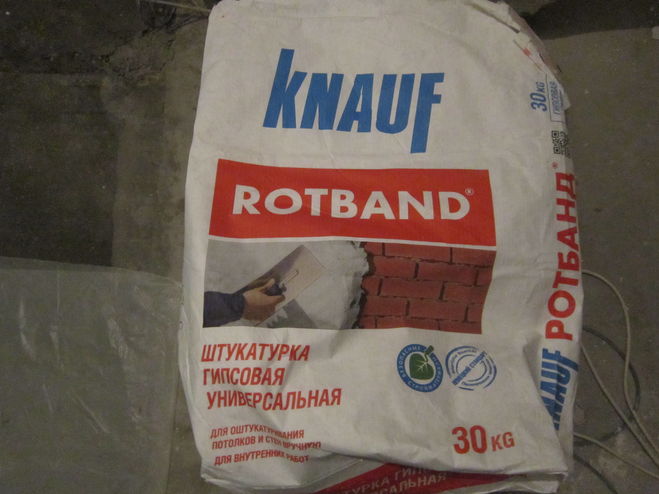 KNAUF
ROTBAND®
ШТУКАТУРКА
ГИПСОВАЯ
УНИВЕРСАЛЬНАЯ
ДЛЯ ОШТУКАТУРИВАНИЯ
ПОТОЛКОВ И СТЕН ВРУЧНУЮ
ДЛЯ ВНУТРЕННИХ РАБОТ
30 KG
30 KG
ГИПСОВАЯ
KNAUF РОТБАНД®